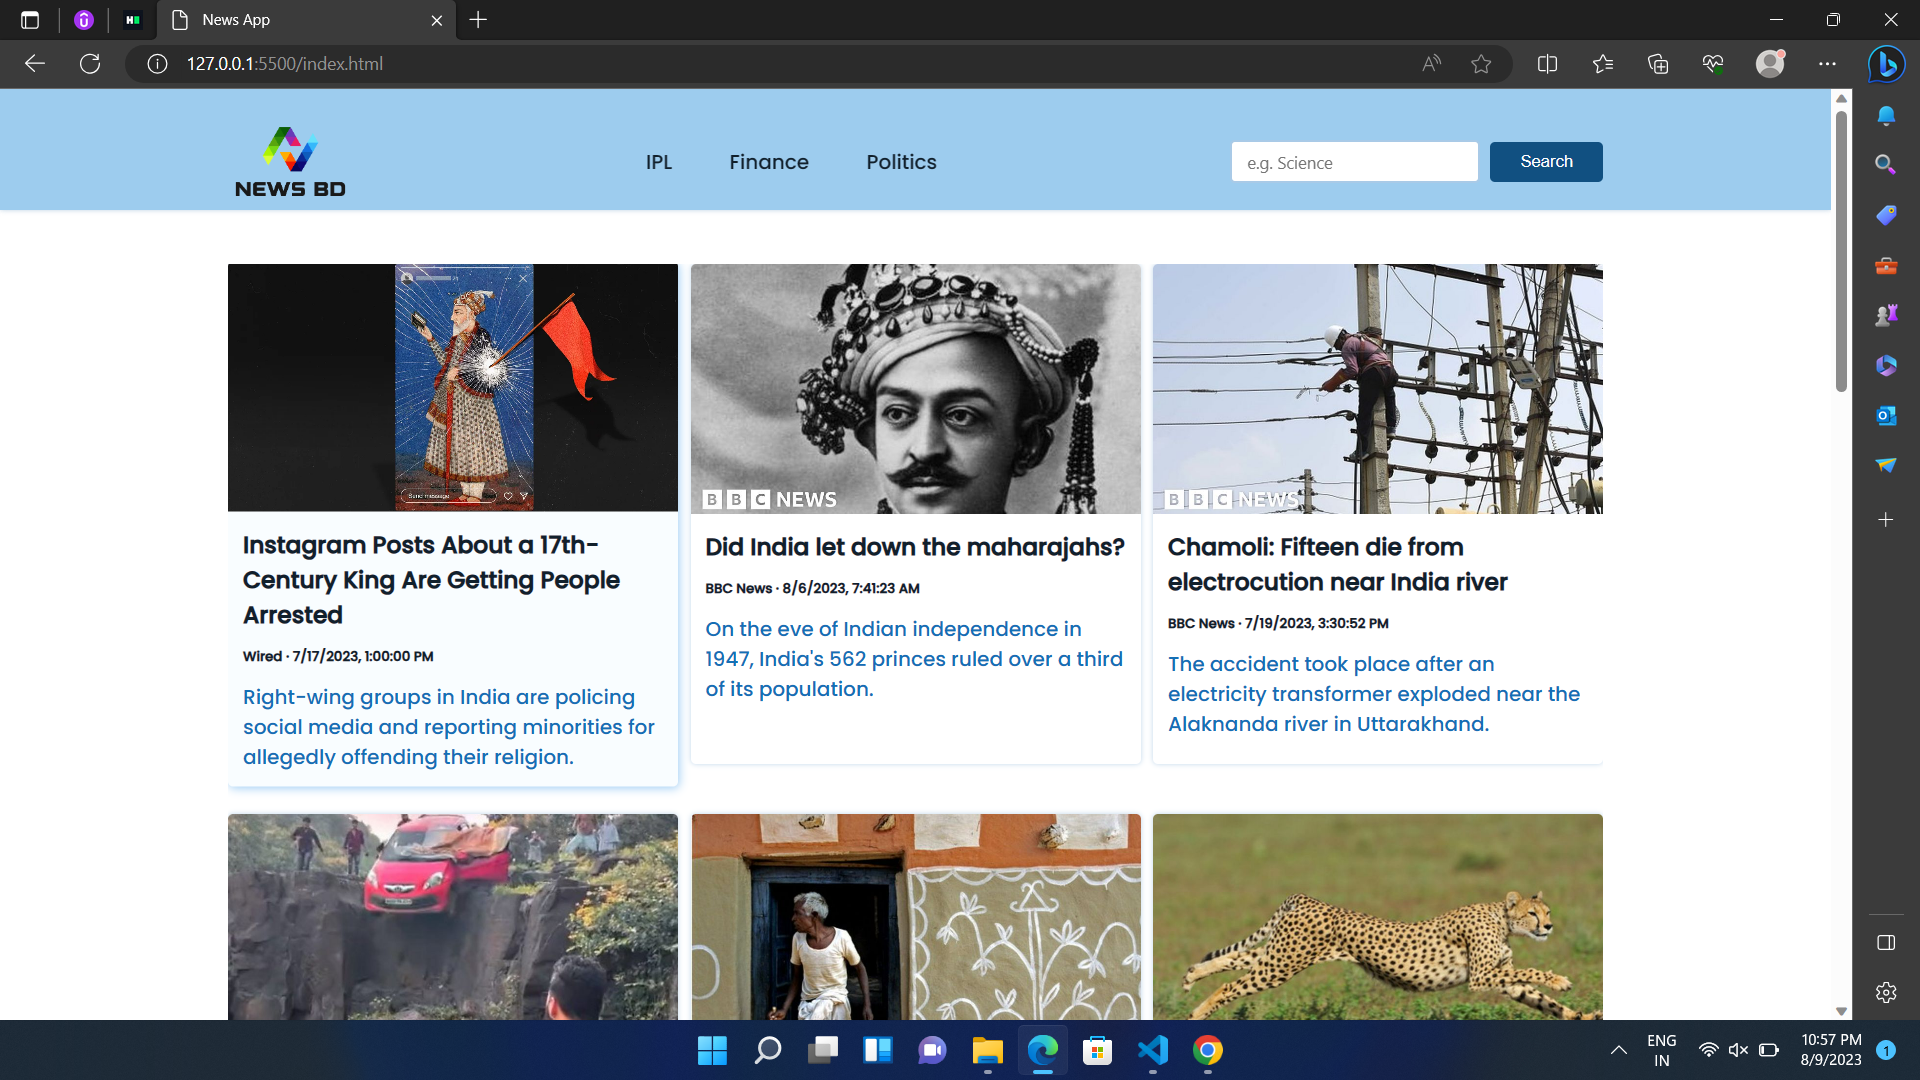 News App
127.0.0.1:5500/index.html
NEWS BD
IPL
Finance
Politics
e.g. Science
Search
Send message
BBC NEWS
BBC NEWS
Instagram Posts About a 17th-
Century King Are Getting People
Arrested
Wired · 7/17/2023, 1:00:00 PM
Right-wing groups in India are policing
social media and reporting minorities for
allegedly offending their religion.
Did India let down the maharajahs?
BBC News · 8/6/2023, 7:41:23 AM
On the eve of Indian independence in
1947, India's 562 princes ruled over a third
of its population.
Chamoli: Fifteen die from
electrocution near India river
BBC News · 7/19/2023, 3:30:52 PM
The accident took place after an
electricity transformer exploded near the
Alaknanda river in Uttarakhand.
ENG
IN
10:57 PM
8/9/2023
1